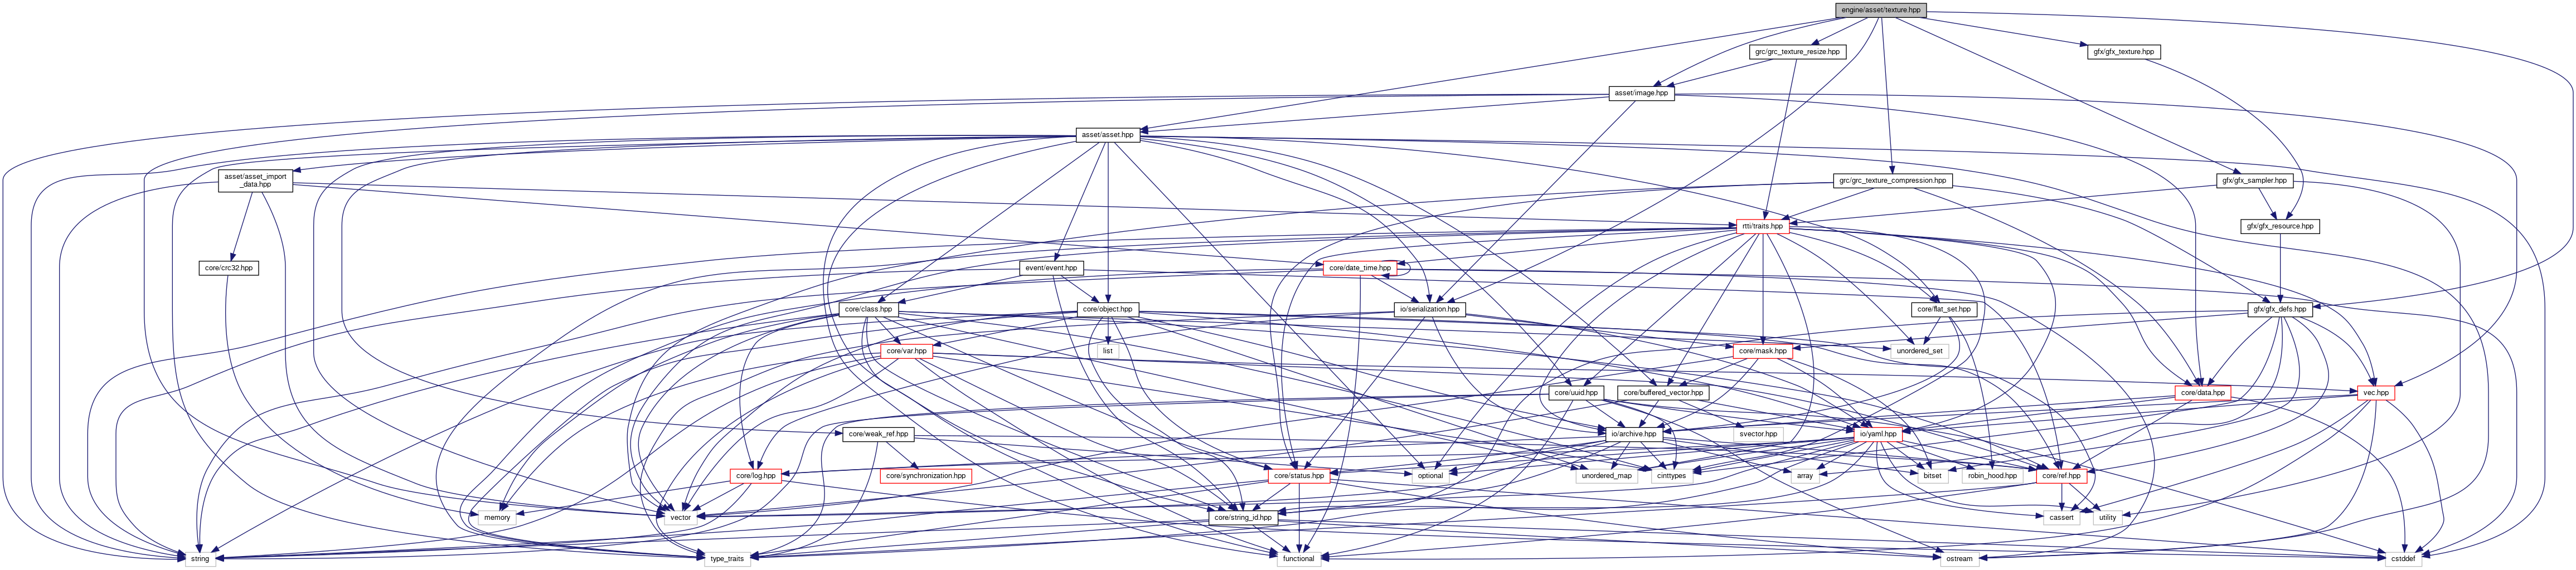 engine/asset/texture.hpp
grc/grc_texture_resize.hpp
gfx/gfx_texture.hpp
asset/image.hpp
asset/asset.hpp
asset/asset_import
_data.hpp
grc/grc_texture_compression.hpp
gfx/gfx_sampler.hpp
rtti/traits.hpp
gfx/gfx_resource.hpp
core/crc32.hpp
event/event.hpp
core/date_time.hpp
core/class.hpp
core/object.hpp
io/serialization.hpp
core/flat_set.hpp
gfx/gfx_defs.hpp
core/var.hpp
list
core/mask.hpp
unordered_set
core/uuid.hpp
core/buffered_vector.hpp
core/data.hpp
vec.hpp
core/weak_ref.hpp
io/archive.hpp
svector.hpp
io/yaml.hpp
core/log.hpp
core/synchronization.hpp
core/status.hpp
optional
unordered_map
cinttypes
array
bitset
robin_hood.hpp
core/ref.hpp
memory
vector
core/string_id.hpp
cassert
utility
string
type_traits
functional
ostream
cstddef